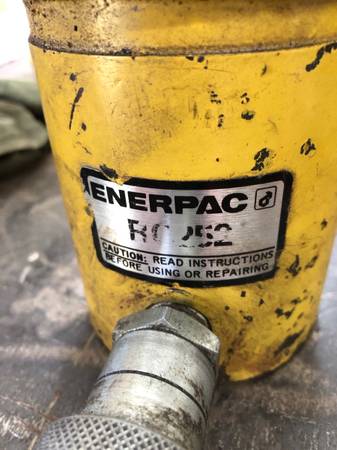 ENERPAC
RC252
CAUTION: READ INSTRUCTIONS
BEFORE USING OR REPAIRING